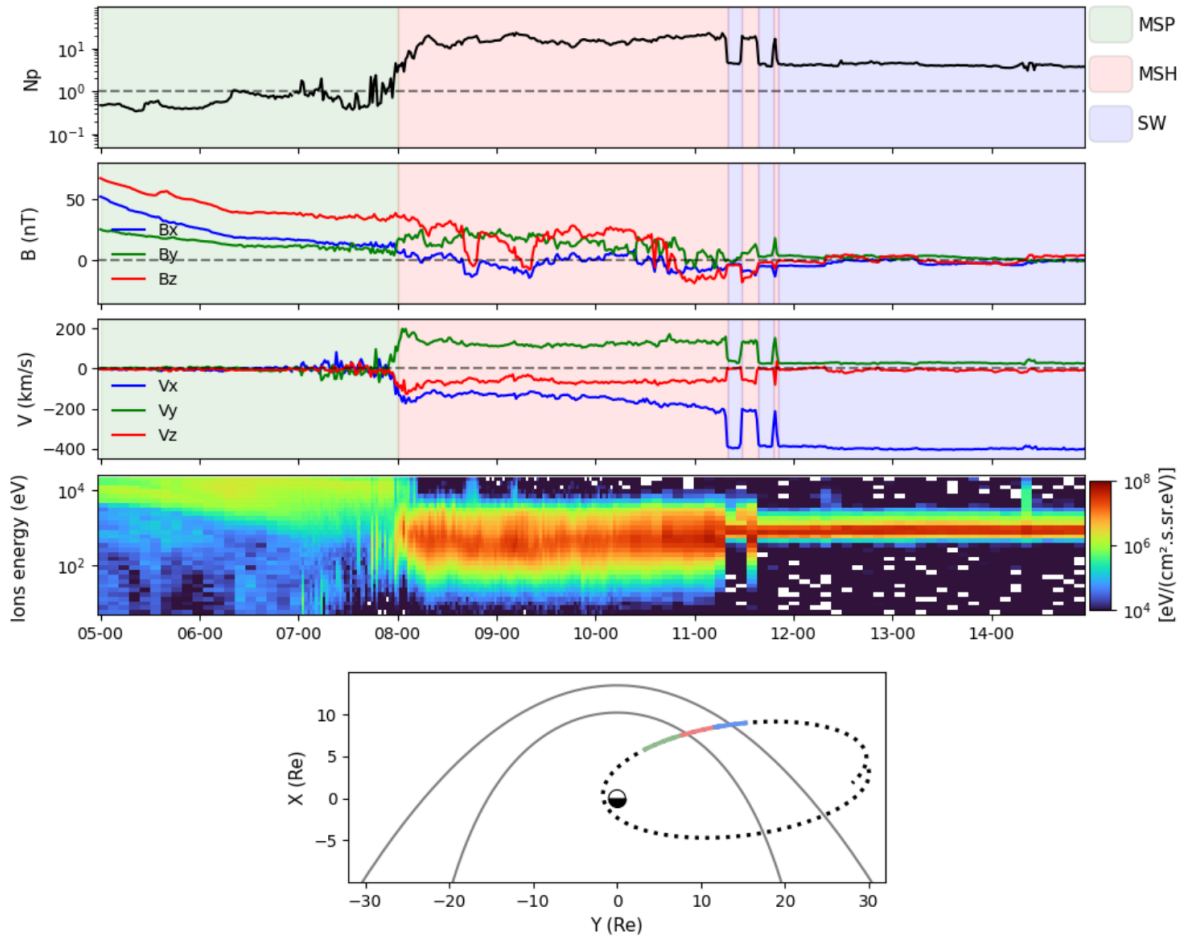 Np
10¹
10⁰
10⁻¹
MSP
MSH
SW
B (nT)
50
0
Bx
By
Bz
V (km/s)
200
0
−200
−400
Vx
Vy
Vz
Ions energy (eV)
10⁴
10²
10⁸
10⁶
10⁴
[eV/(cm².s.sr.eV)]
05-00 06-00 07-00 08-00 09-00 10-00 11-00 12-00 13-00 14-00
X (Re)
10
5
0
−5
−30 −20 −10 0 10 20 30
Y (Re)